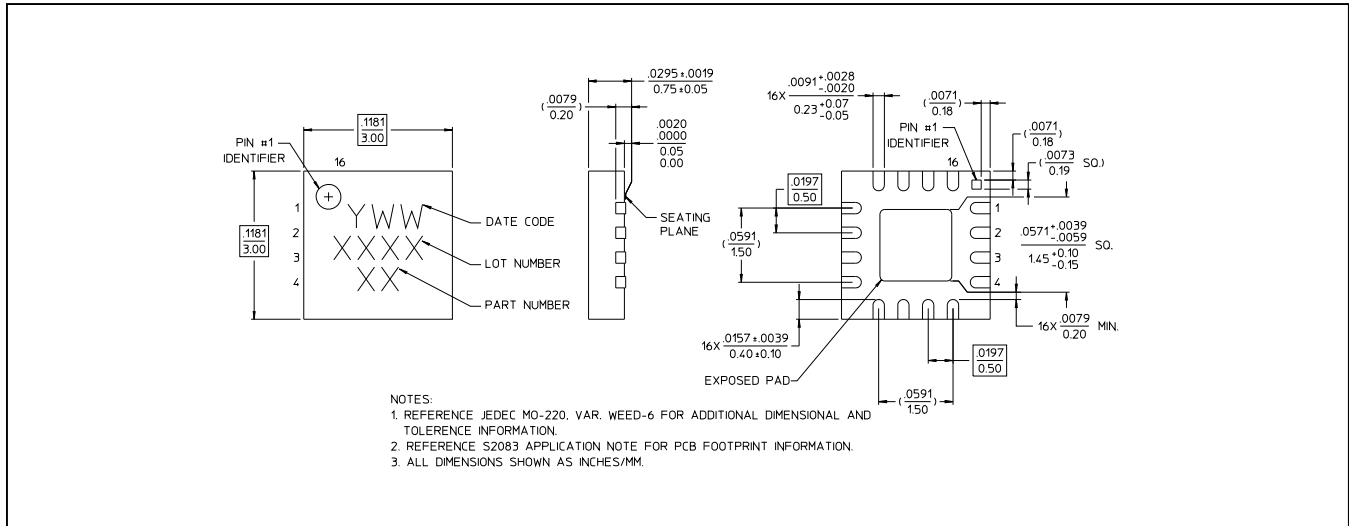 .0295±.0019
0.75±0.05
(.0079
0.20)
.0020
.0000
0.05
0.00
16X .0091+.0028
-.0020
0.23+0.07
-0.05
(.0071
0.18)
PIN #1
IDENTIFIER
16
(.0071
0.18)
(.0073
0.19 SQ.)
.1181
3.00
PIN #1
IDENTIFIER
16
.1181
3.00
1
2
3
4
YWW
XXXX
XX
DATE CODE
LOT NUMBER
PART NUMBER
SEATING
PLANE
.0197
0.50
(.0591
1.50)
1
2
3
4
.0571+.0039
-.0059 SQ.
1.45+0.10
-0.15
16X .0157±.0039
0.40±0.10
16X .0079 MIN.
0.20
.0197
0.50
EXPOSED PAD
(.0591
1.50)
NOTES:
1. REFERENCE JEDEC MO-220, VAR. WEED-6 FOR ADDITIONAL DIMENSIONAL AND
TOLERENCE INFORMATION.
2. REFERENCE S2083 APPLICATION NOTE FOR PCB FOOTPRINT INFORMATION.
3. ALL DIMENSIONS SHOWN AS INCHES/MM.